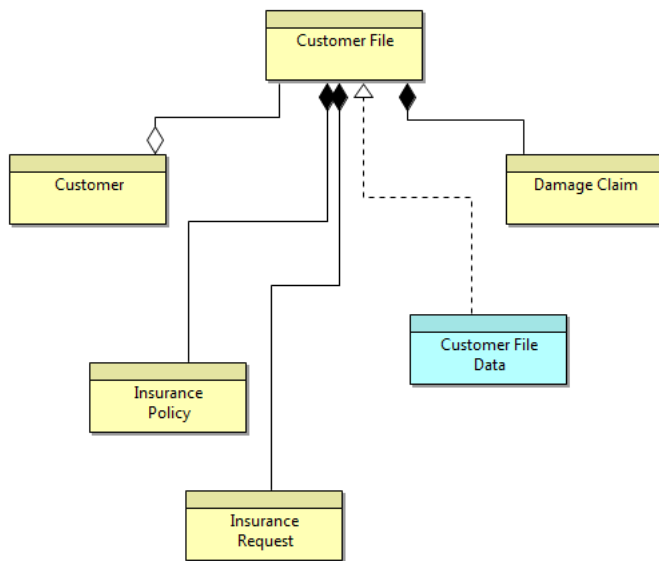 Customer File
Customer
Damage Claim
Customer File
Data
Insurance
Policy
Insurance
Request